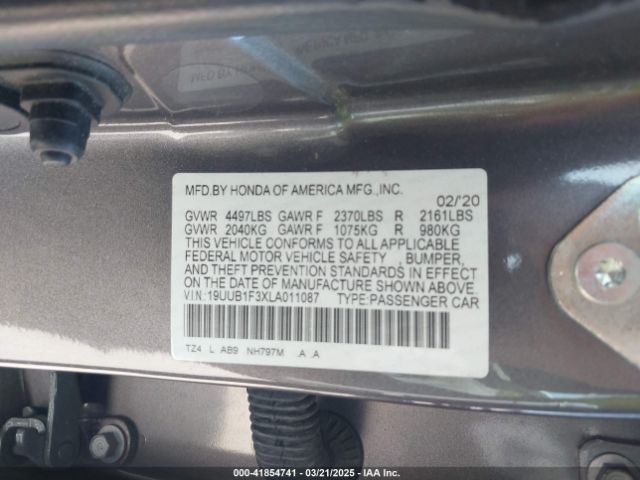 MFD.BY HONDA OF AMERICA MFG.,INC.
02/'20
GVWR 4497LBS GAWR F 2370LBS R 2161LBS
GVWR 2040KG GAWR F 1075KG R 980KG
THIS VEHICLE CONFORMS TO ALL APPLICABLE
FEDERAL MOTOR VEHICLE SAFETY , BUMPER,
AND THEFT PREVENTION STANDARDS IN EFFECT
ON THE DATE OF MANUFACTURE SHOWN ABOVE.
VIN:19UUB1F3XLA011087 TYPE:PASSENGER CAR
TZ4 L AB9 NH797M .A .A
000-41854741 — 03/21/2025 — IAA Inc.